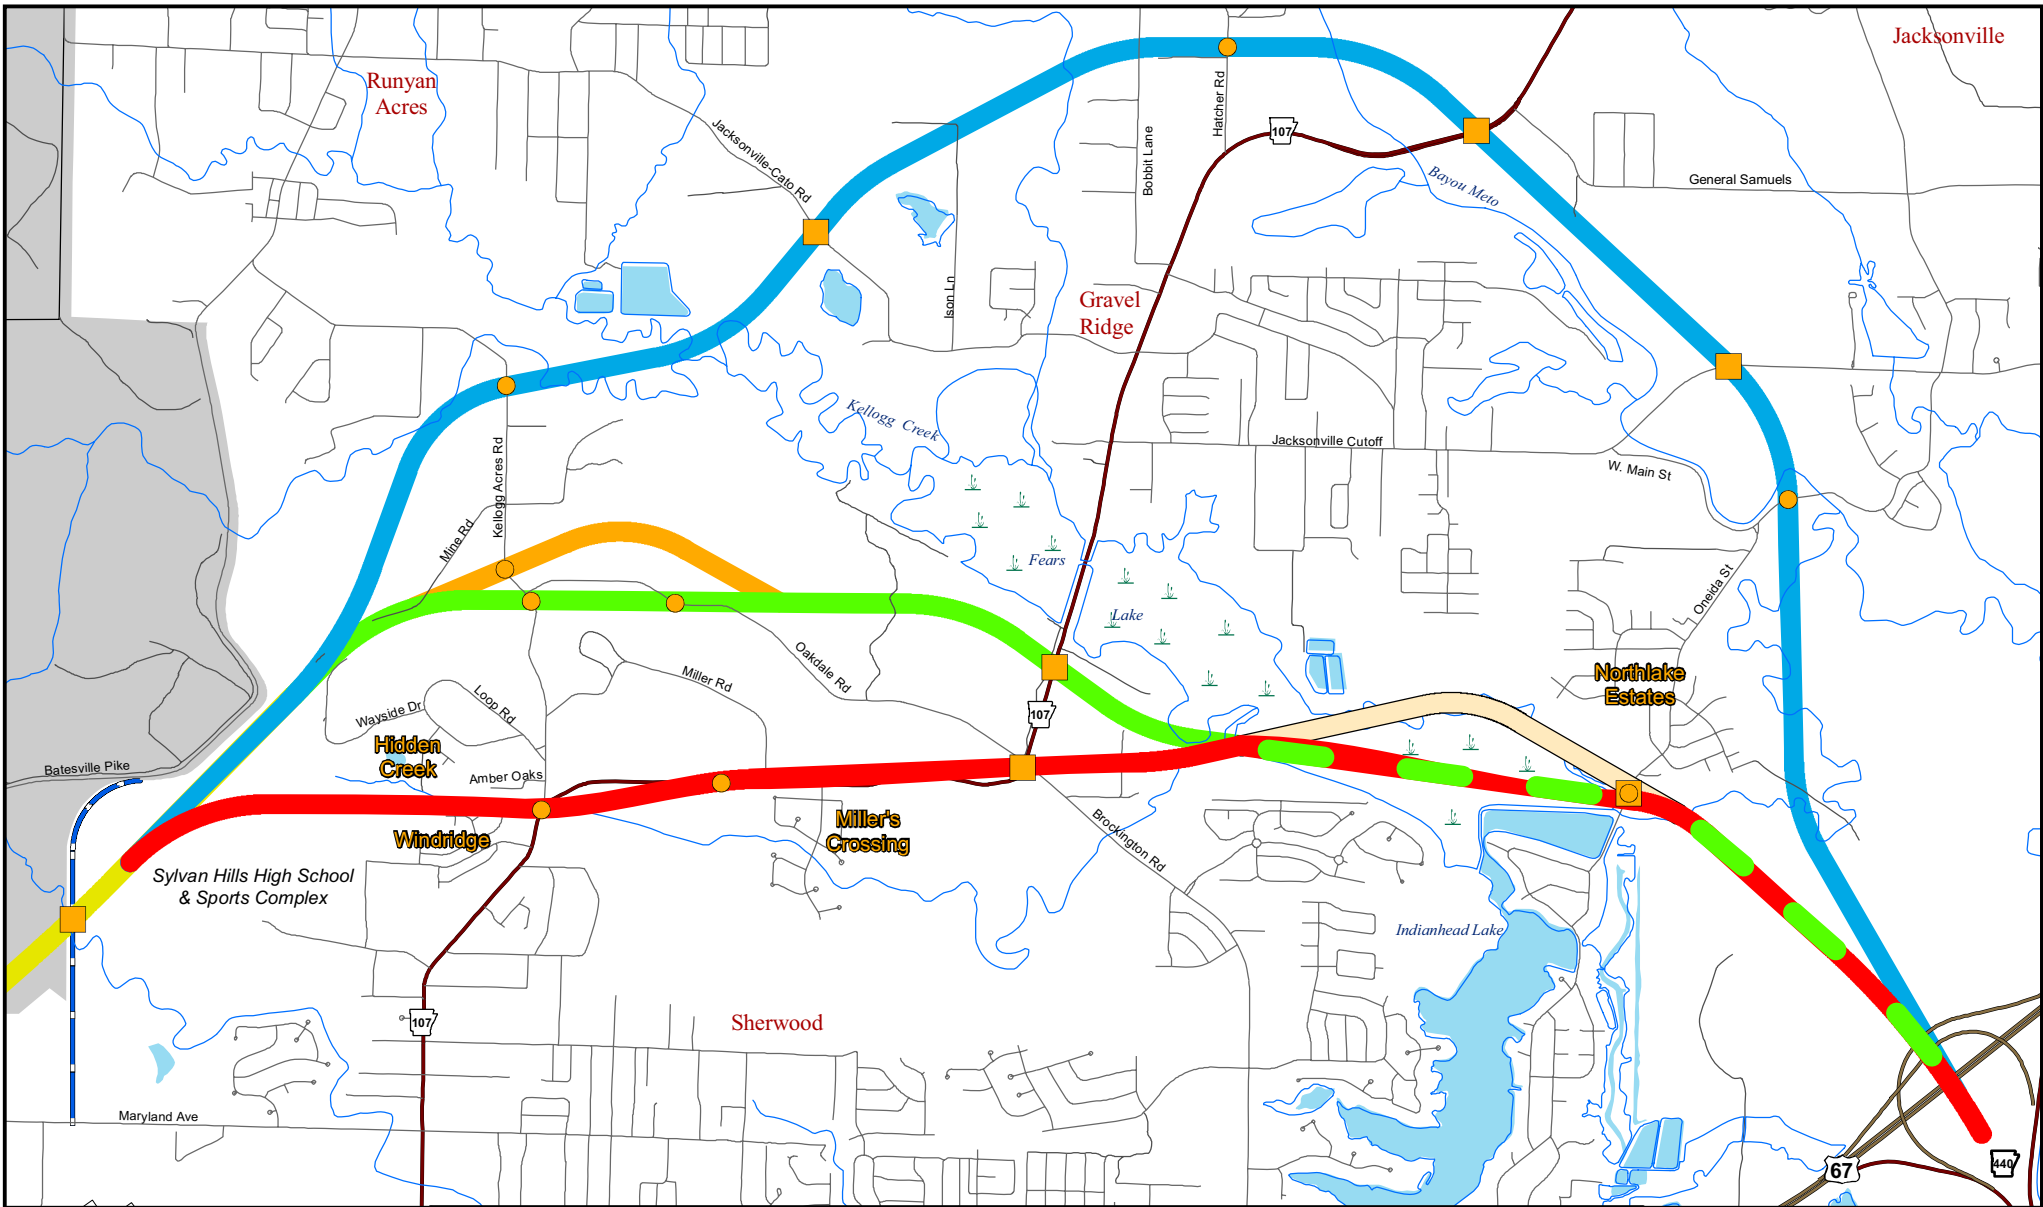 Jacksonville
Runyan
Acres
Jacksonville-Cato Rd
Hatcher Rd
107
Bobbit Lane
Bayou Meto
General Samuels
Ison Ln
Gravel
Ridge
Kellogg Creek
Jacksonville Cutoff
W. Main St
Kellogg Acres Rd
Mine Rd
Fears
Lake
Oneida St
Oakdale Rd
Miller Rd
Northlake
Estates
Loop Rd
Wayside Dr
107
Hidden
Creek
Batesville Pike
Amber Oaks
Windridge
Miller's
Crossing
Brockington Rd
Sylvan Hills High School
& Sports Complex
Indianhead Lake
107
Sherwood
Maryland Ave
67
440